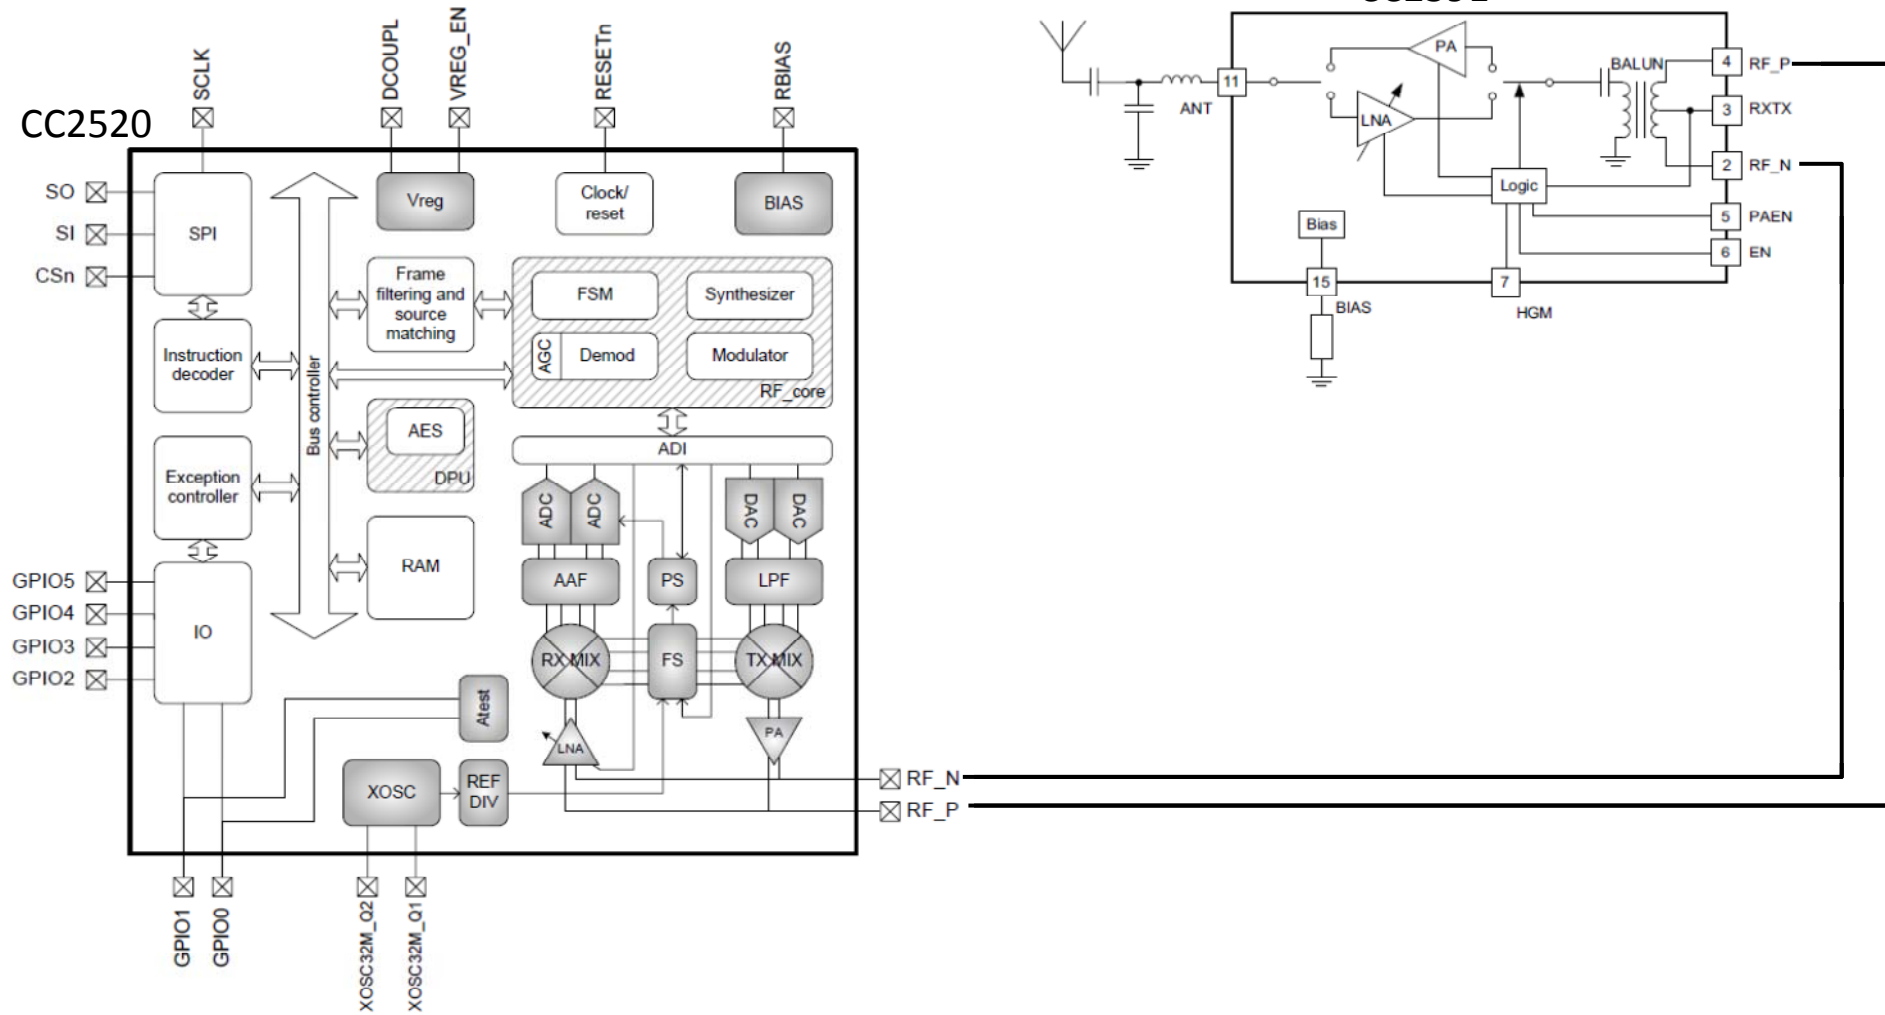 CC2520
SCLK
DCOUPL
VREG_EN
RESETn
RBIAS
SO
SI
CSn
SPI
Vreg
Clock/
reset
BIAS
Instruction
decoder
Bus controller
Frame
filtering and
source
matching
FSM
Synthesizer
AGC
Demod
Modulator
RF_core
AES
DPU
ADI
Exception
controller
RAM
ADC
ADC
DAC
DAC
AAF
PS
LPF
GPIO5
GPIO4
GPIO3
GPIO2
IO
RX MIX
FS
TX MIX
Atest
LNA
PA
XOSC
REF
DIV
RF_N
RF_P
GPIO1
GPIO0
XOSC32M_Q2
XOSC32M_Q1
ANT
11
PA
LNA
BALUN
4
RF_P
3
RXTX
2
RF_N
Logic
5
PAEN
6
EN
Bias
15
BIAS
7
HGM